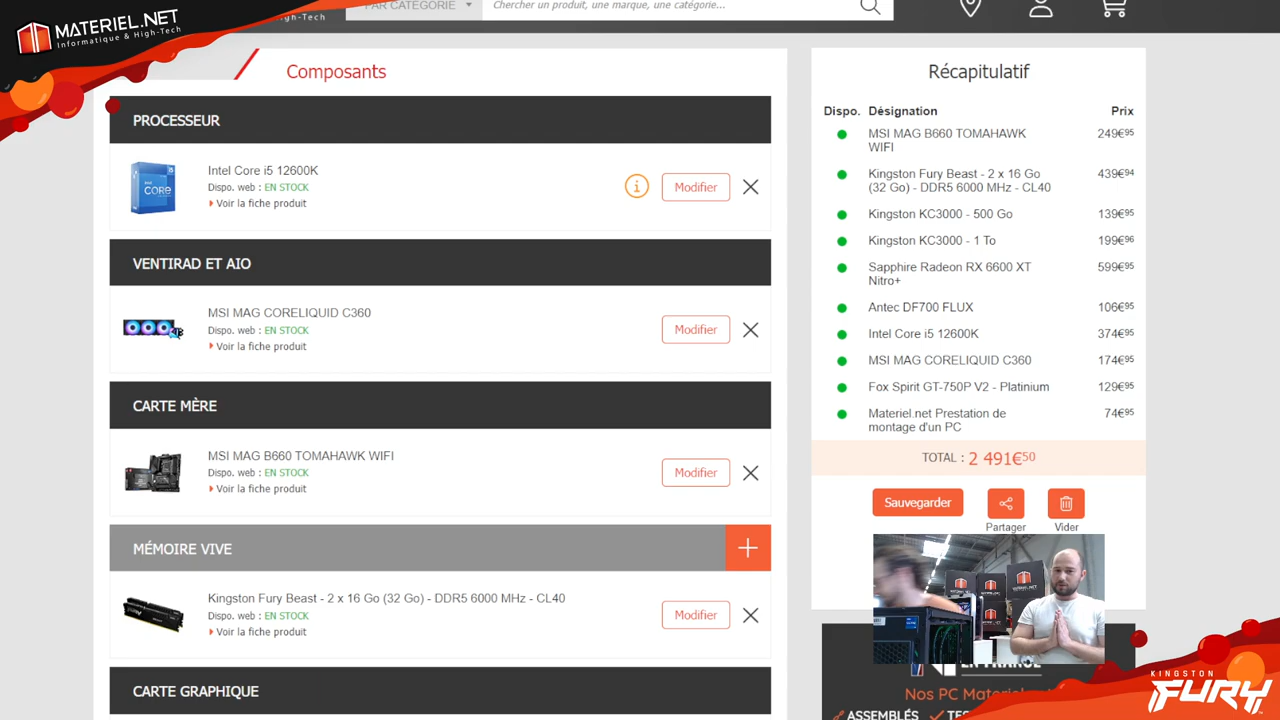 MATERIEL.NET
Informatique & High-Tech
High-Tech
PAR CATÉGORIE
Chercher un produit, une marque, une catégorie...
Composants
PROCESSEUR
Intel Core i5 12600K
Dispo. web : EN STOCK
Voir la fiche produit
Modifier
VENTIRAD ET AIO
MSI MAG CORELIQUID C360
Dispo. web : EN STOCK
Voir la fiche produit
Modifier
CARTE MÈRE
MSI MAG B660 TOMAHAWK WIFI
Dispo. web : EN STOCK
Voir la fiche produit
Modifier
MÉMOIRE VIVE
Kingston Fury Beast - 2 x 16 Go (32 Go) - DDR5 6000 MHz - CL40
Dispo. web : EN STOCK
Voir la fiche produit
Modifier
CARTE GRAPHIQUE
Récapitulatif
Dispo. Désignation Prix
MSI MAG B660 TOMAHAWK 249€95
WIFI
Kingston Fury Beast - 2 x 16 Go 439€94
(32 Go) - DDR5 6000 MHz - CL40
Kingston KC3000 - 500 Go 139€95
Kingston KC3000 - 1 To 199€96
Sapphire Radeon RX 6600 XT 599€95
Nitro+
Antec DF700 FLUX 106€95
Intel Core i5 12600K 374€95
MSI MAG CORELIQUID C360 174€95
Fox Spirit GT-750P V2 - Platinium 129€95
Materiel.net Prestation de 74€95
montage d'un PC
TOTAL : 2 491€50
Sauvegarder
Partager
Vider
MATERIEL.NET
EN FRANCE
Nos PC Materiel
ASSEMBLÉS
KINGSTON
FURY